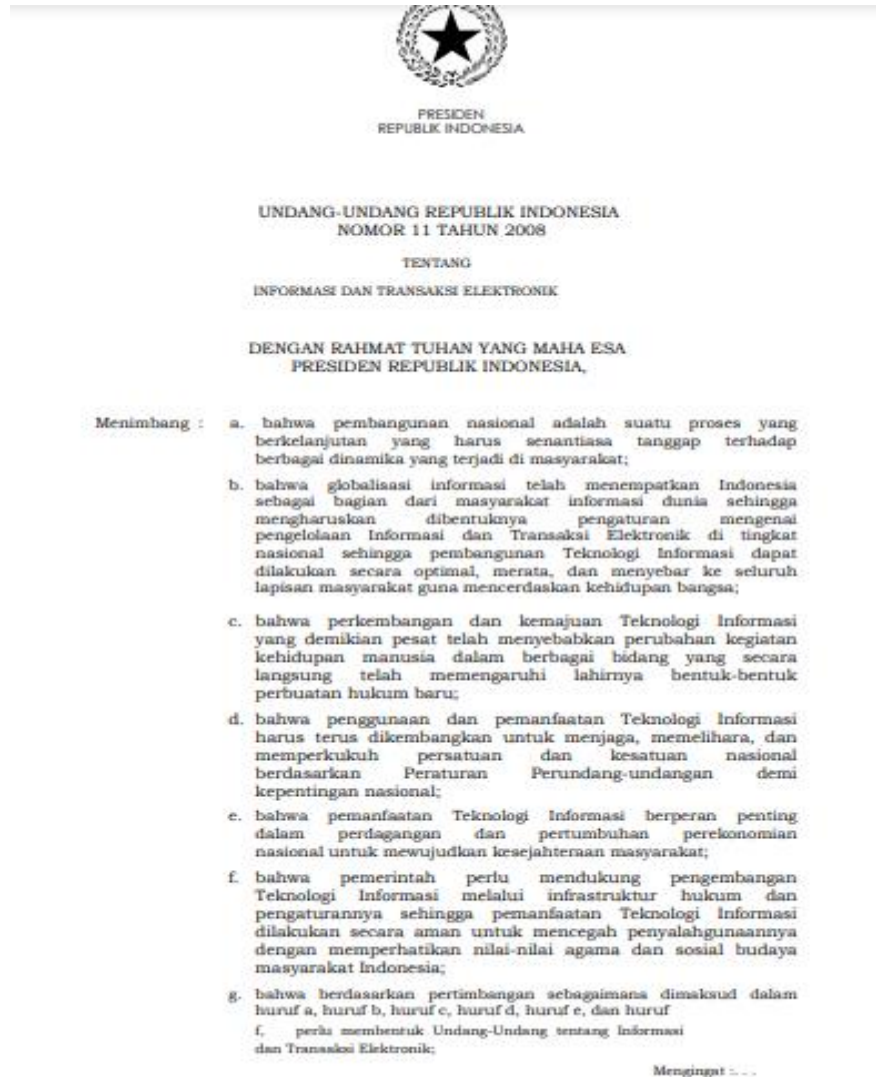 PRESIDEN
REPUBLIK INDONESIA
UNDANG-UNDANG REPUBLIK INDONESIA
NOMOR 11 TAHUN 2008
TENTANG
INFORMASI DAN TRANSAKSI ELEKTRONIK
DENGAN RAHMAT TUHAN YANG MAHA ESA
PRESIDEN REPUBLIK INDONESIA,
Menimbang : a. bahwa pembangunan nasional adalah suatu proses yang
berkelanjutan yang harus senantiasa tanggap terhadap
berbagai dinamika yang terjadi di masyarakat;
b. bahwa globalisasi informasi telah menempatkan Indonesia
sebagai bagian dari masyarakat informasi dunia sehingga
mengharuskan dibentuknya pengaturan mengenai
pengelolaan Informasi dan Transaksi Elektronik di tingkat
nasional sehingga pembangunan Teknologi Informasi dapat
dilakukan secara optimal, merata, dan menyebar ke seluruh
lapisan masyarakat guna mencerdaskan kehidupan bangsa;
c. bahwa perkembangan dan kemajuan Teknologi Informasi
yang demikian pesat telah menyebabkan perubahan kegiatan
kehidupan manusia dalam berbagai bidang yang secara
langsung telah memengaruhi lahirnya bentuk-bentuk
perbuatan hukum baru;
d. bahwa penggunaan dan pemanfaatan Teknologi Informasi
harus terus dikembangkan untuk menjaga, memelihara, dan
memperkukuh persatuan dan kesatuan nasional
berdasarkan Peraturan Perundang-undangan demi
kepentingan nasional;
e. bahwa pemanfaatan Teknologi Informasi berperan penting
dalam perdagangan dan pertumbuhan perekonomian
nasional untuk mewujudkan kesejahteraan masyarakat;
f. bahwa pemerintah perlu mendukung pengembangan
Teknologi Informasi melalui infrastruktur hukum dan
pengaturannya sehingga pemanfaatan Teknologi Informasi
dilakukan secara aman untuk mencegah penyalahgunaannya
dengan memperhatikan nilai-nilai agama dan sosial budaya
masyarakat Indonesia;
g. bahwa berdasarkan pertimbangan sebagaimana dimaksud dalam
huruf a, huruf b, huruf c, huruf d, huruf e, dan huruf
f, perlu membentuk Undang-Undang tentang Informasi
dan Transaksi Elektronik;
Mengingat :. . .